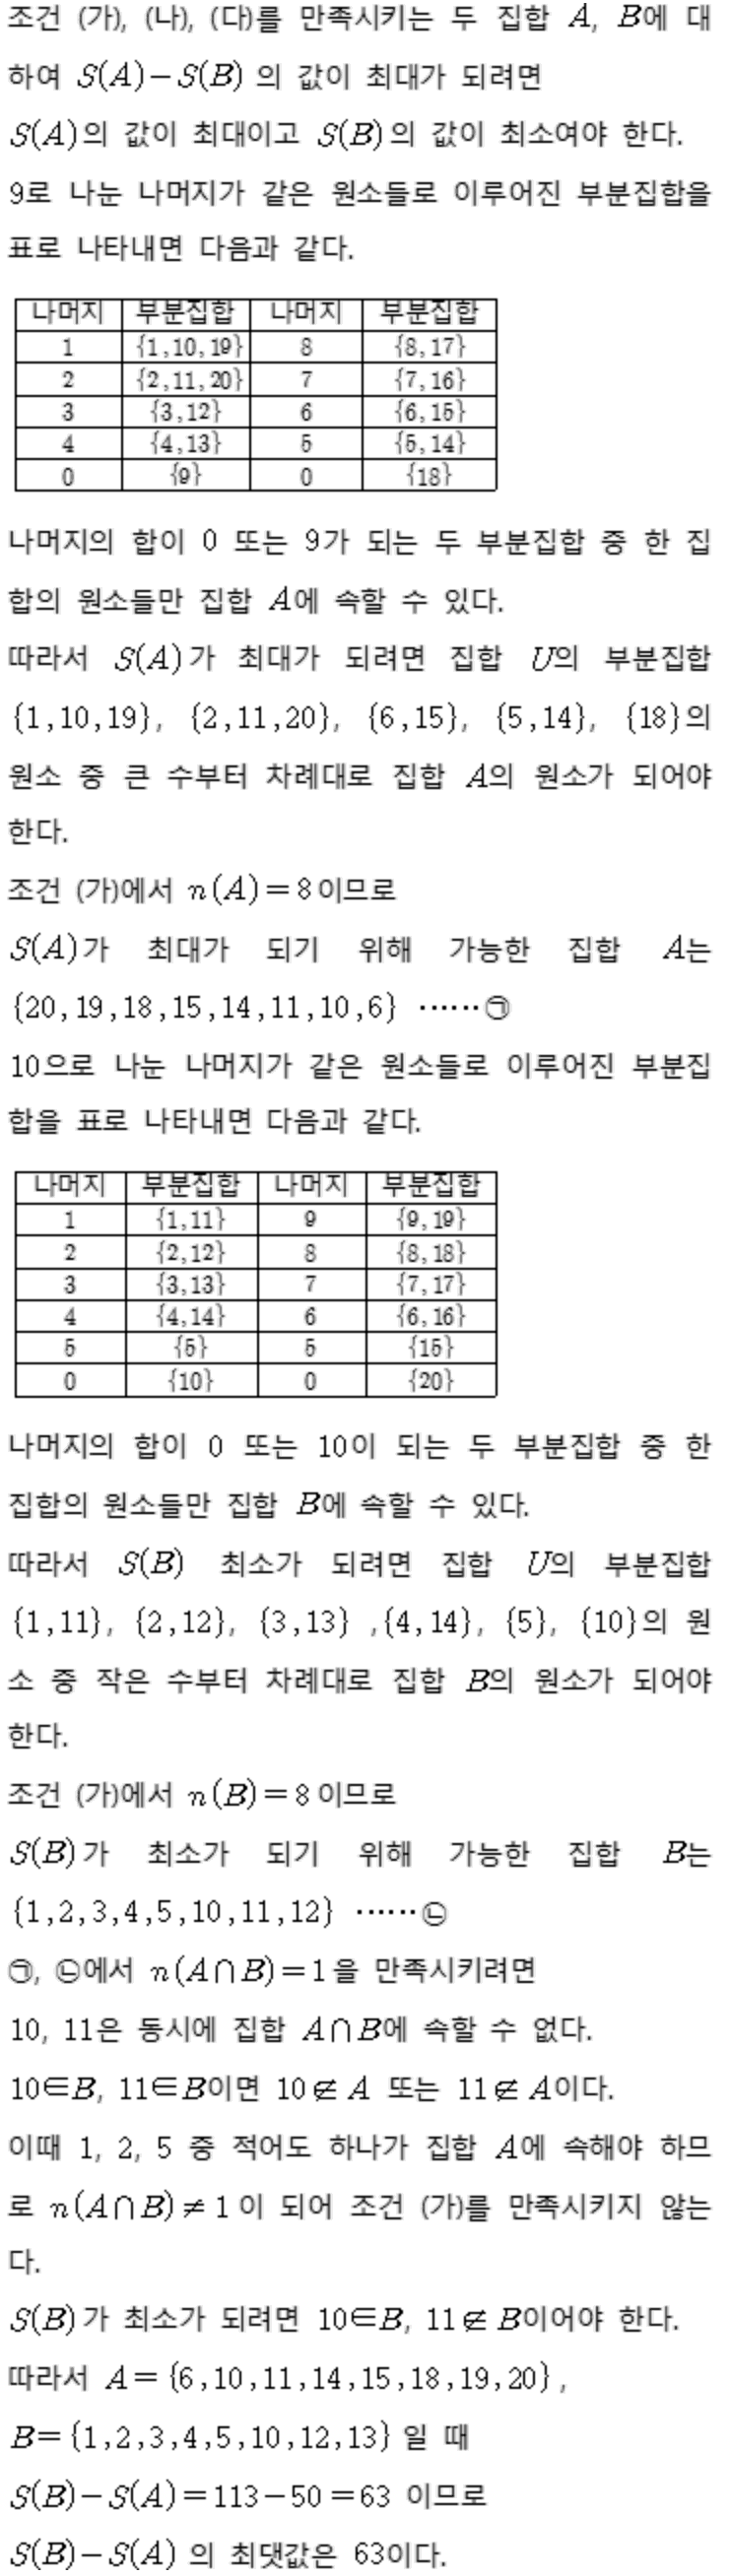 조건 (가), (나), (다)를 만족시키는 두 집합 A, B에 대
하여 S(A)-S(B) 의 값이 최대가 되려면
S(A)의 값이 최대이고 S(B)의 값이 최소여야 한다.
9로 나눈 나머지가 같은 원소들로 이루어진 부분집합을
표로 나타내면 다음과 같다.
나머지 부분집합 나머지 부분집합
1 {1,10,19} 8 {8,17}
2 {2,11,20} 7 {7,16}
3 {3,12} 6 {6,15}
4 {4,13} 5 {5,14}
0 {9} 0 {18}
나머지의 합이 0 또는 9가 되는 두 부분집합 중 한 집
합의 원소들만 집합 A에 속할 수 있다.
따라서 S(A)가 최대가 되려면 집합 U의 부분집합
{1,10,19}, {2,11,20}, {6,15}, {5,14}, {18}의
원소 중 큰 수부터 차례대로 집합 A의 원소가 되어야
한다.
조건 (가)에서 n(A)=8이므로
S(A)가 최대가 되기 위해 가능한 집합 A는
{20,19,18,15,14,11,10,6} ……㉠
10으로 나눈 나머지가 같은 원소들로 이루어진 부분집
합을 표로 나타내면 다음과 같다.
나머지 부분집합 나머지 부분집합
1 {1,11} 9 {9,19}
2 {2,12} 8 {8,18}
3 {3,13} 7 {7,17}
4 {4,14} 6 {6,16}
5 {5} 5 {15}
0 {10} 0 {20}
나머지의 합이 0 또는 10이 되는 두 부분집합 중 한
집합의 원소들만 집합 B에 속할 수 있다.
따라서 S(B) 최소가 되려면 집합 U의 부분집합
{1,11}, {2,12}, {3,13} ,{4,14}, {5}, {10}의 원
소 중 작은 수부터 차례대로 집합 B의 원소가 되어야
한다.
조건 (가)에서 n(B)=8이므로
S(B)가 최소가 되기 위해 가능한 집합 B는
{1,2,3,4,5,10,11,12} ……㉡
㉠, ㉡에서 n(A∩B)=1을 만족시키려면
10, 11은 동시에 집합 A∩B에 속할 수 없다.
10∈B, 11∈B이면 10∉A 또는 11∉A이다.
이때 1, 2, 5 중 적어도 하나가 집합 A에 속해야 하므
로 n(A∩B)≠1이 되어 조건 (가)를 만족시키지 않는
다.
S(B)가 최소가 되려면 10∈B, 11∉B이어야 한다.
따라서 A={6,10,11,14,15,18,19,20},
B={1,2,3,4,5,10,12,13} 일 때
S(B)-S(A)=113-50=63 이므로
S(B)-S(A) 의 최댓값은 63이다.